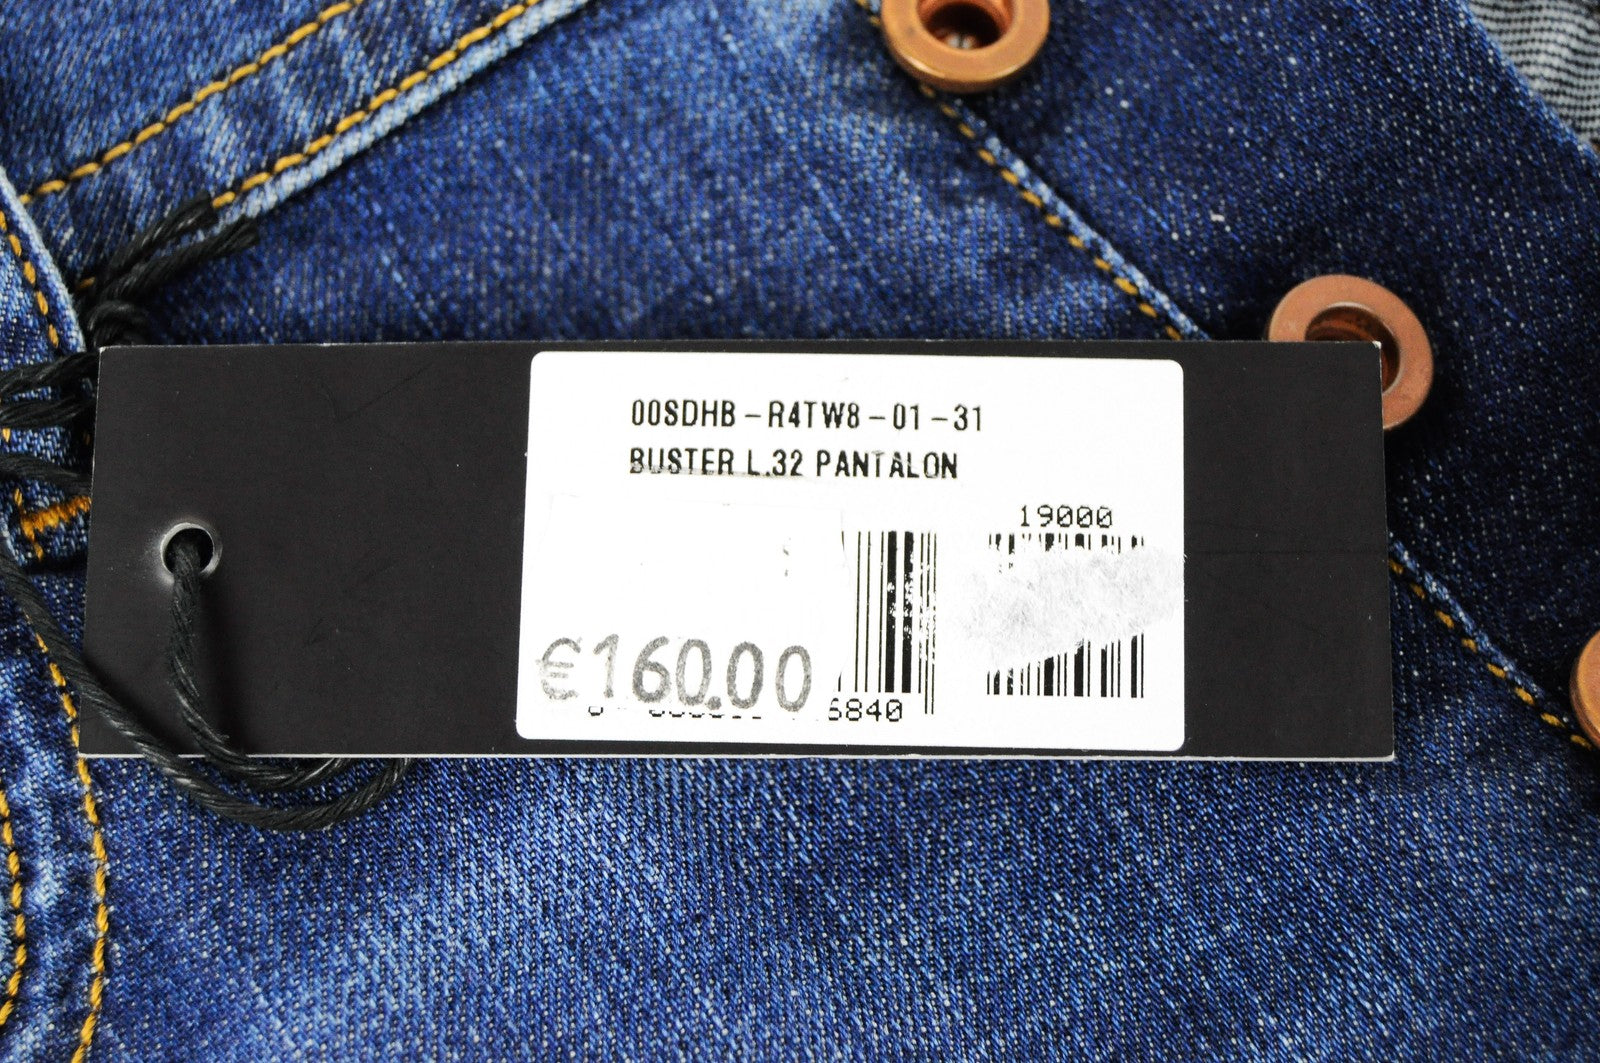 00SDHB-R4TW8-01-31
BUSTER L.32 PANTALON
19000
€160.00
6840